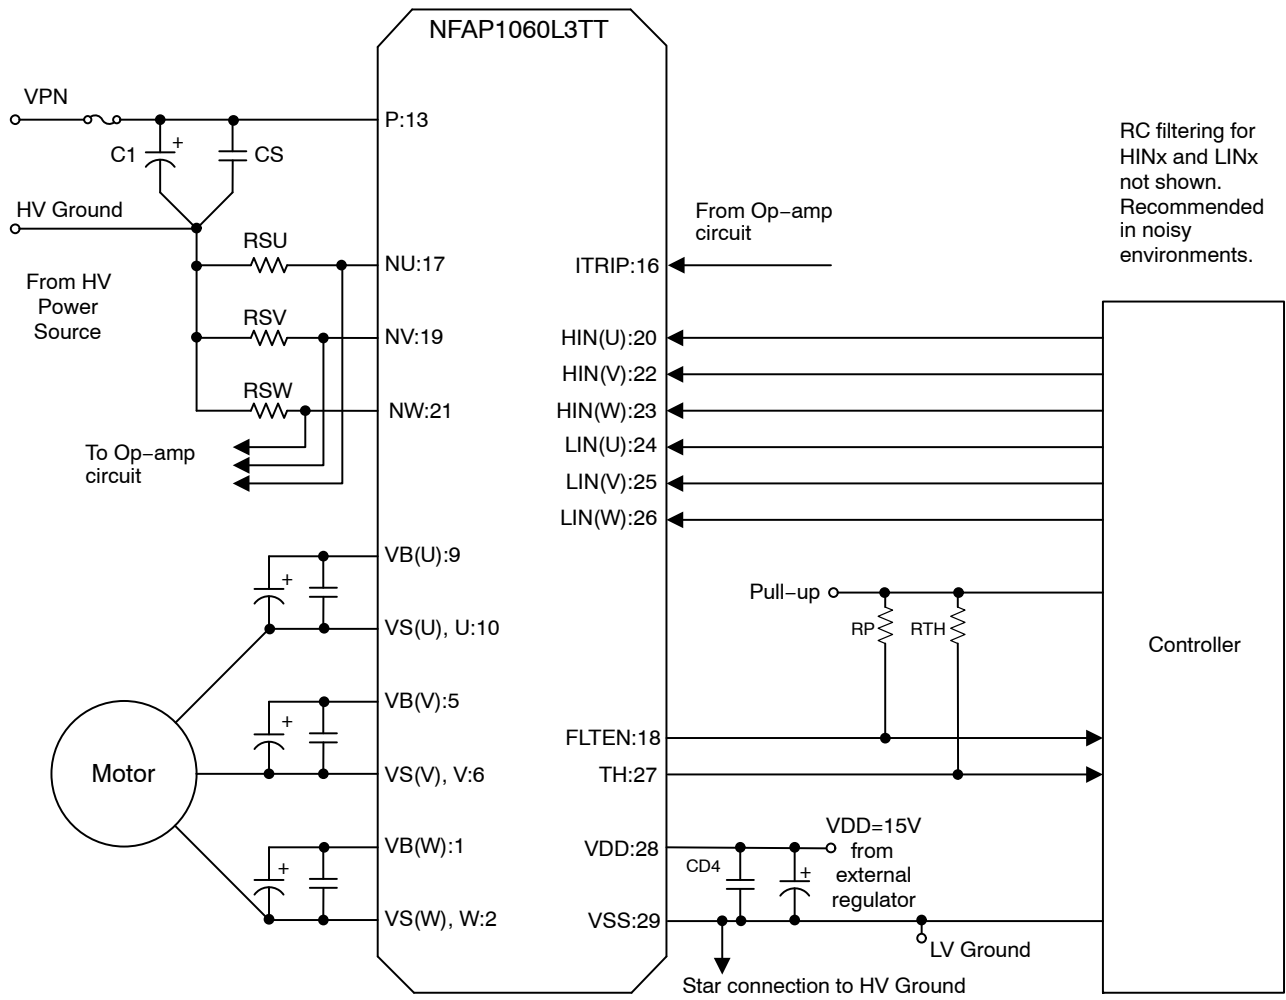 NFAP1060L3TT
VPN
P:13
C1
+
CS
HV Ground
RSU
NU:17
From HV
Power
Source
RSV
NV:19
RSW
NW:21
To Op−amp
circuit
VB(U):9
+
VS(U), U:10
VB(V):5
+
Motor
VS(V), V:6
VB(W):1
+
VS(W), W:2
From Op−amp
circuit
ITRIP:16
HIN(U):20
HIN(V):22
HIN(W):23
LIN(U):24
LIN(V):25
LIN(W):26
Pull−up
RP
RTH
FLTEN:18
TH:27
VDD:28
CD4
+
VDD=15V
from
external
regulator
VSS:29
LV Ground
Star connection to HV Ground
RC filtering for
HINx and LINx
not shown.
Recommended
in noisy
environments.
Controller